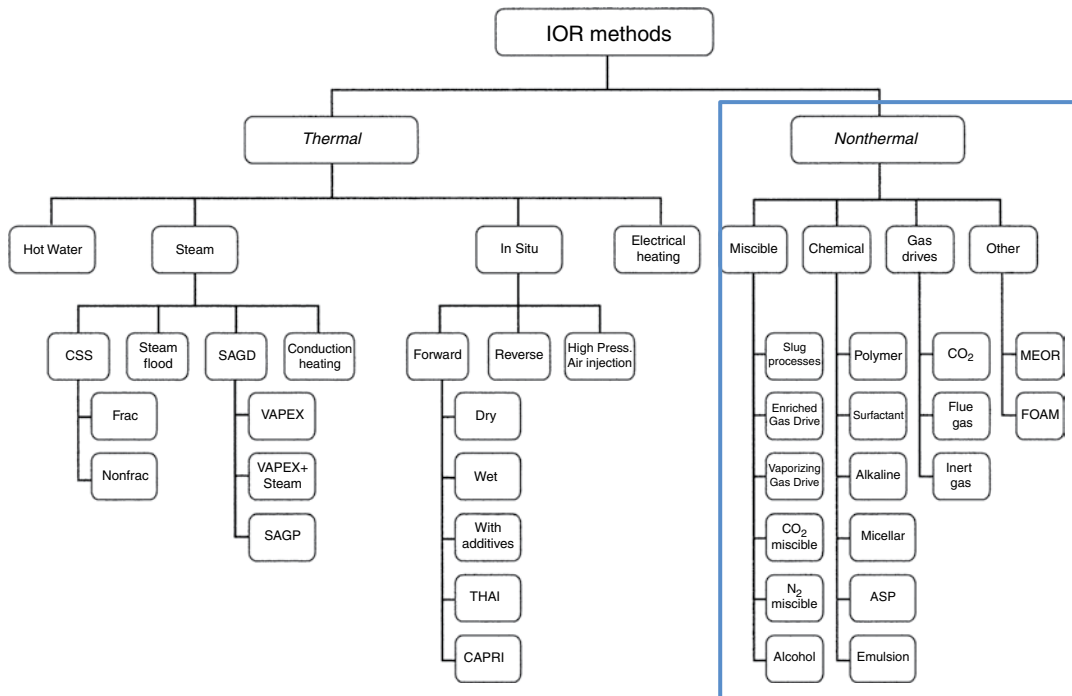 IOR methods
Thermal
Nonthermal
Hot Water
Steam
In Situ
Electrical
heating
Miscible
Chemical
Gas
drives
Other
CSS
Steam
flood
SAGD
Conduction
heating
Forward
Reverse
High Press.
Air injection
Slug
processes
Polymer
CO₂
MEOR
Frac
VAPEX
Dry
Enriched
Gas Drive
Surfactant
Flue
gas
FOAM
Nonfrac
VAPEX+
Steam
Wet
Vaporizing
Gas Drive
Alkaline
Inert
gas
SAGP
With
additives
CO₂
miscible
Micellar
THAI
N₂
miscible
ASP
CAPRI
Alcohol
Emulsion